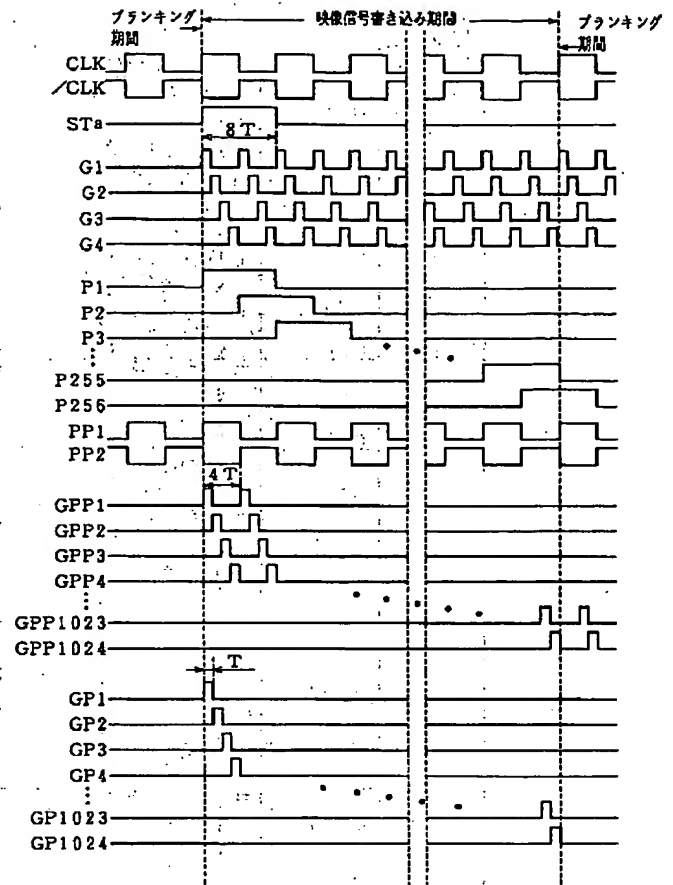 ブランキング
期間
映像信号書き込み期間
ブランキング
期間
CLK
/CLK
STa
8T
G1
G2
G3
G4
P1
P2
P3
P255
P256
PP1
PP2
4T
GPP1
GPP2
GPP3
GPP4
GPP1023
GPP1024
T
GP1
GP2
GP3
GP4
GP1023
GP1024